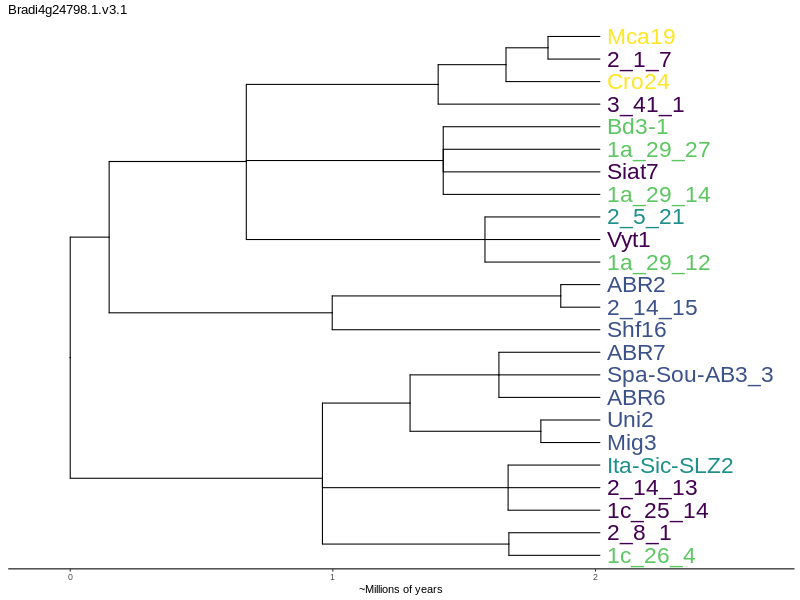 Bradi4g24798.1.v3.1
Mca19
2_1_7
Cro24
3_41_1
Bd3-1
1a_29_27
Siat7
1a_29_14
2_5_21
Vyt1
1a_29_12
ABR2
2_14_15
Shf16
ABR7
Spa-Sou-AB3_3
ABR6
Uni2
Mig3
Ita-Sic-SLZ2
2_14_13
1c_25_14
2_8_1
1c_26_4
0 1 2
~Millions of years